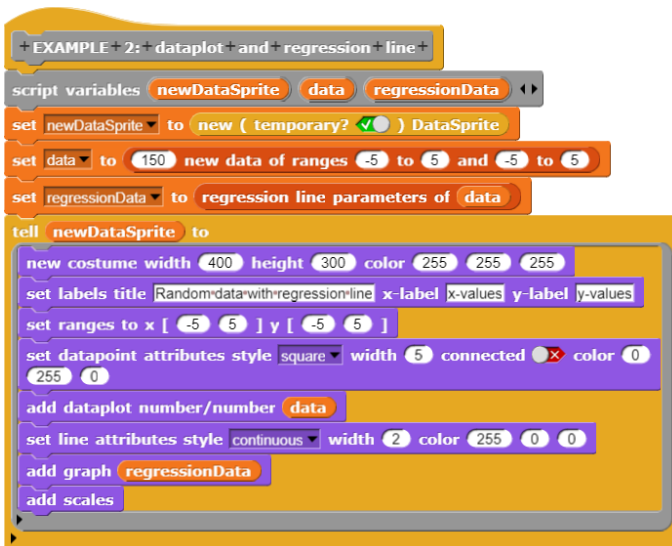 +EXAMPLE+2:+dataplot+and+regression+line+
script variables newDataSprite data regressionData
set newDataSprite to new ( temporary? ) DataSprite
set data to 150 new data of ranges -5 to 5 and -5 to 5
set regressionData to regression line parameters of data
tell newDataSprite to
new costume width 400 height 300 color 255 255 255
set labels title Random data with regression line x-label x-values y-label y-values
set ranges to x [ -5 5 ] y [ -5 5 ]
set datapoint attributes style square width 5 connected color 0
255 0
add dataplot number/number data
set line attributes style continuous width 2 color 255 0 0
add graph regressionData
add scales